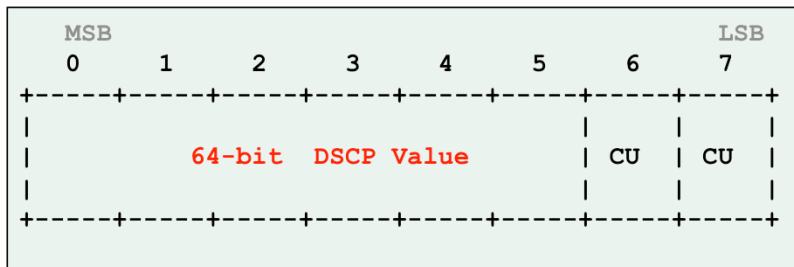 MSB LSB
0 1 2 3 4 5 6 7
+-----+-----+-----+-----+-----+-----+-----+-----+
| | | |
| 64-bit DSCP Value | CU | CU |
| | | |
+-----+-----+-----+-----+-----+-----+-----+-----+